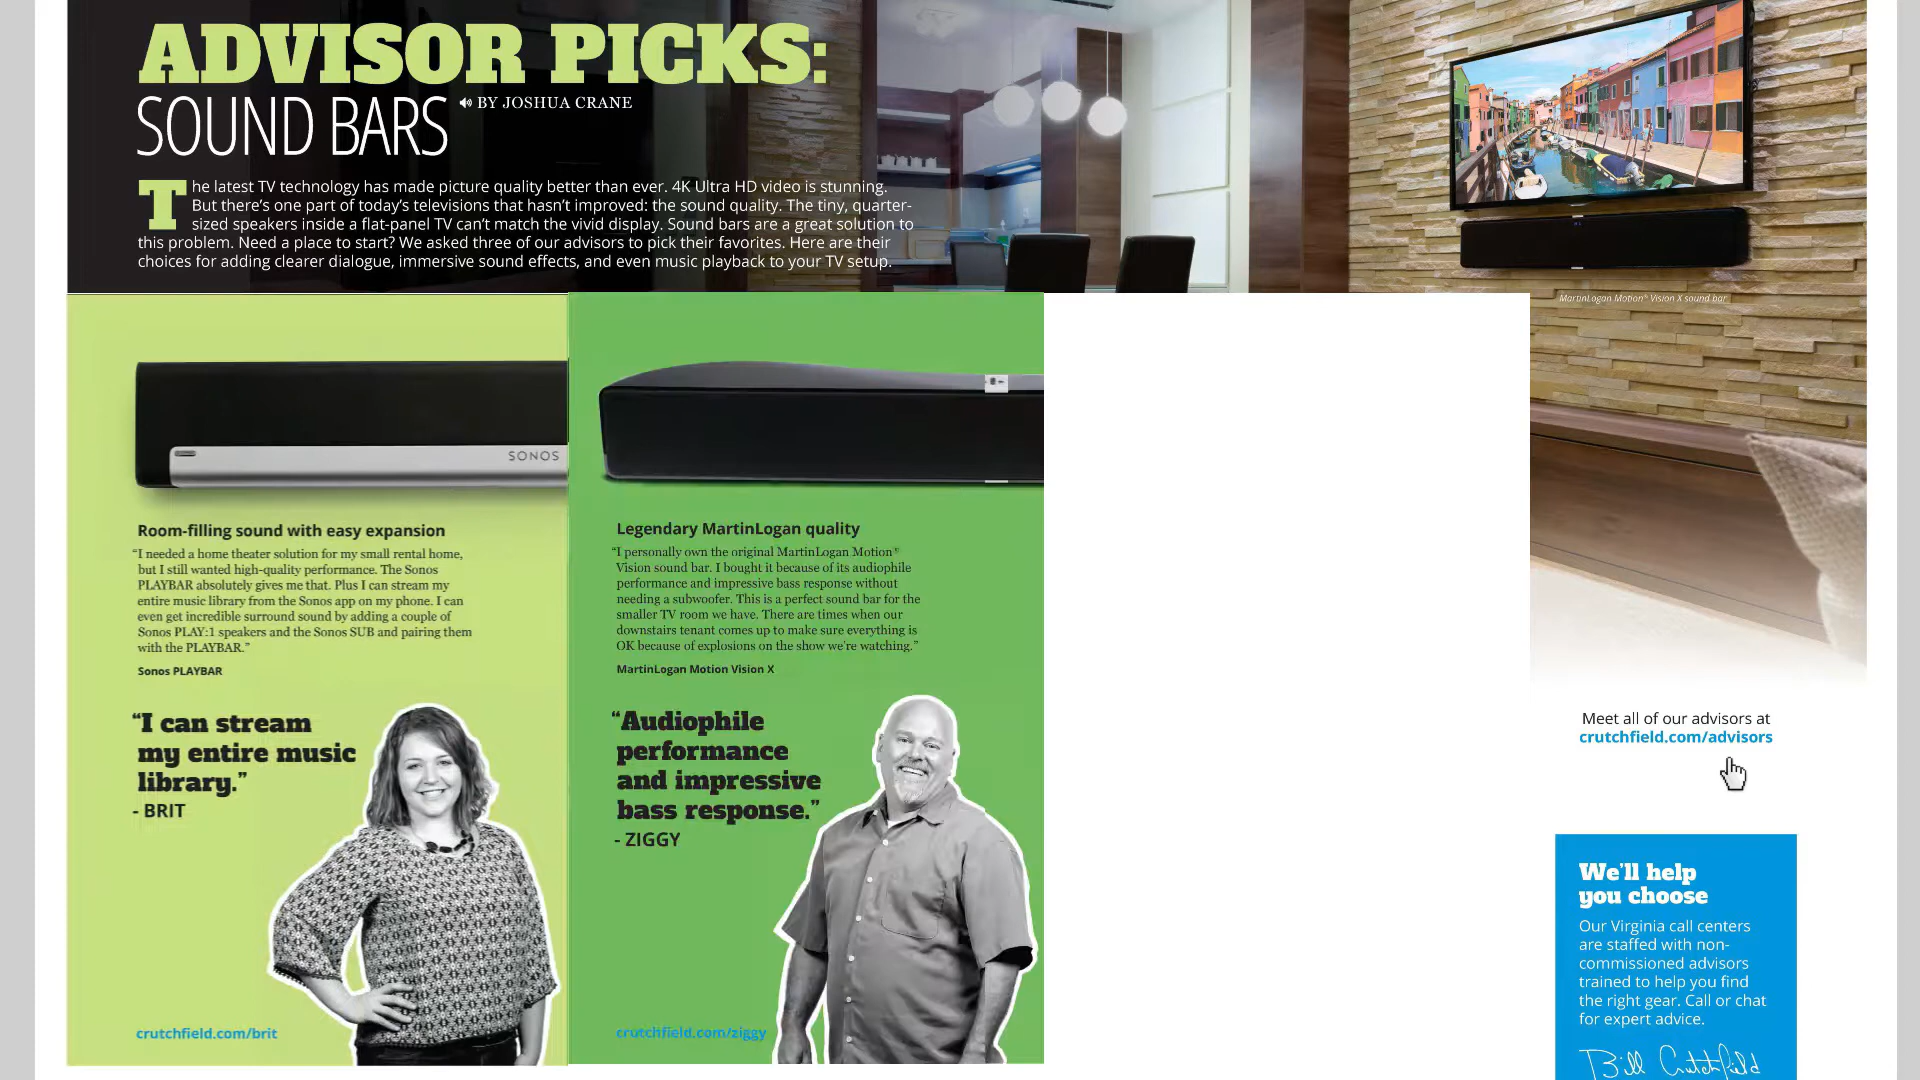 ADVISOR PICKS:
SOUND BARS BY JOSHUA CRANE
The latest TV technology has made picture quality better than ever. 4K Ultra HD video is stunning.
But there's one part of today's televisions that hasn't improved: the sound quality. The tiny, quarter-
sized speakers inside a flat-panel TV can't match the vivid display. Sound bars are a great solution to
this problem. Need a place to start? We asked three of our advisors to pick their favorites. Here are their
choices for adding clearer dialogue, immersive sound effects, and even music playback to your TV setup.
MartinLogan Motion® Vision X sound bar
SONOS
Room-filling sound with easy expansion
“I needed a home theater solution for my small rental home,
but I still wanted high-quality performance. The Sonos
PLAYBAR absolutely gives me that. Plus I can stream my
entire music library from the Sonos app on my phone. I can
even get incredible surround sound by adding a couple of
Sonos PLAY:1 speakers and the Sonos SUB and pairing them
with the PLAYBAR.”
Sonos PLAYBAR
“I can stream
my entire music
library.”
- BRIT
crutchfield.com/brit
Legendary MartinLogan quality
“I personally own the original MartinLogan Motion®
Vision sound bar. I bought it because of its audiophile
performance and impressive bass response without
needing a subwoofer. This is a perfect sound bar for the
smaller TV room we have. There are times when our
downstairs tenant comes up to make sure everything is
OK because of explosions on the show we're watching.”
MartinLogan Motion Vision X
“Audiophile
performance
and impressive
bass response.”
- ZIGGY
crutchfield.com/ziggy
Meet all of our advisors at
crutchfield.com/advisors
We'll help
you choose
Our Virginia call centers
are staffed with non-
commissioned advisors
trained to help you find
the right gear. Call or chat
for expert advice.
Bill Crutchfield